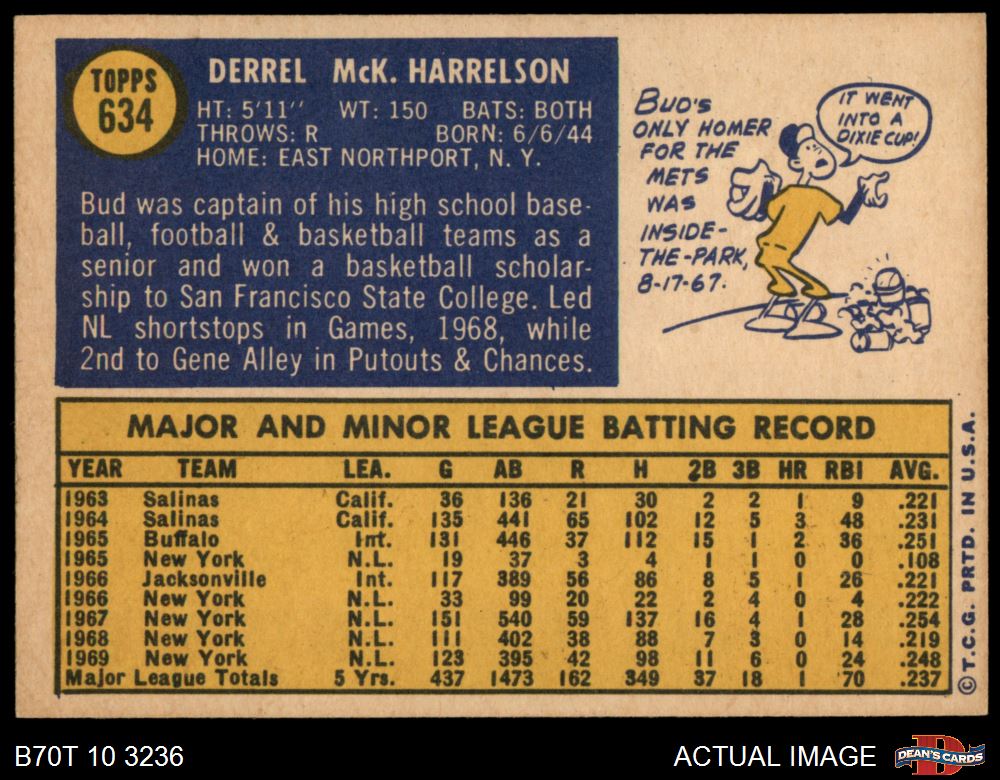 TOPPS
634
DERREL McK. HARRELSON
HT: 5'11'' WT: 150 BATS: BOTH
THROWS: R BORN: 6/6/44
HOME: EAST NORTHPORT, N. Y.
Bud was captain of his high school base-
ball, football & basketball teams as a
senior and won a basketball scholar-
ship to San Francisco State College. Led
NL shortstops in Games, 1968, while
2nd to Gene Alley in Putouts & Chances.
BUD'S
ONLY HOMER
FOR THE
METS
WAS
INSIDE-
THE-PARK,
8-17-67.
IT WENT
INTO A
DIXIE CUP!
MAJOR AND MINOR LEAGUE BATTING RECORD
YEAR TEAM LEA. G AB R H 2B 3B HR RBI AVG.
1963 Salinas Calif. 36 136 21 30 2 2 1 9 .221
1964 Salinas Calif. 135 441 65 102 12 5 3 48 .231
1965 Buffalo Int. 131 446 37 112 15 1 2 36 .251
1965 New York N.L. 19 37 3 4 1 1 0 0 .108
1966 Jacksonville Int. 117 389 56 86 8 5 1 26 .221
1966 New York N.L. 33 99 20 22 2 4 0 4 .222
1967 New York N.L. 151 540 59 137 16 4 1 28 .254
1968 New York N.L. 111 402 38 88 7 3 0 14 .219
1969 New York N.L. 123 395 42 98 11 6 0 24 .248
Major League Totals 5 Yrs. 437 1473 162 349 37 18 1 70 .237
© T.C.G. PRTD. IN U.S.A.
B70T 10 3236
ACTUAL IMAGE
DEAN'S CARDS